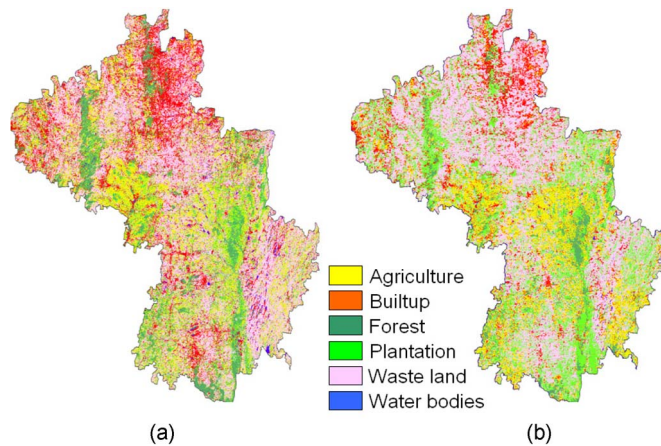 Agriculture
Builtup
Forest
Plantation
Waste land
Water bodies
(a)
(b)